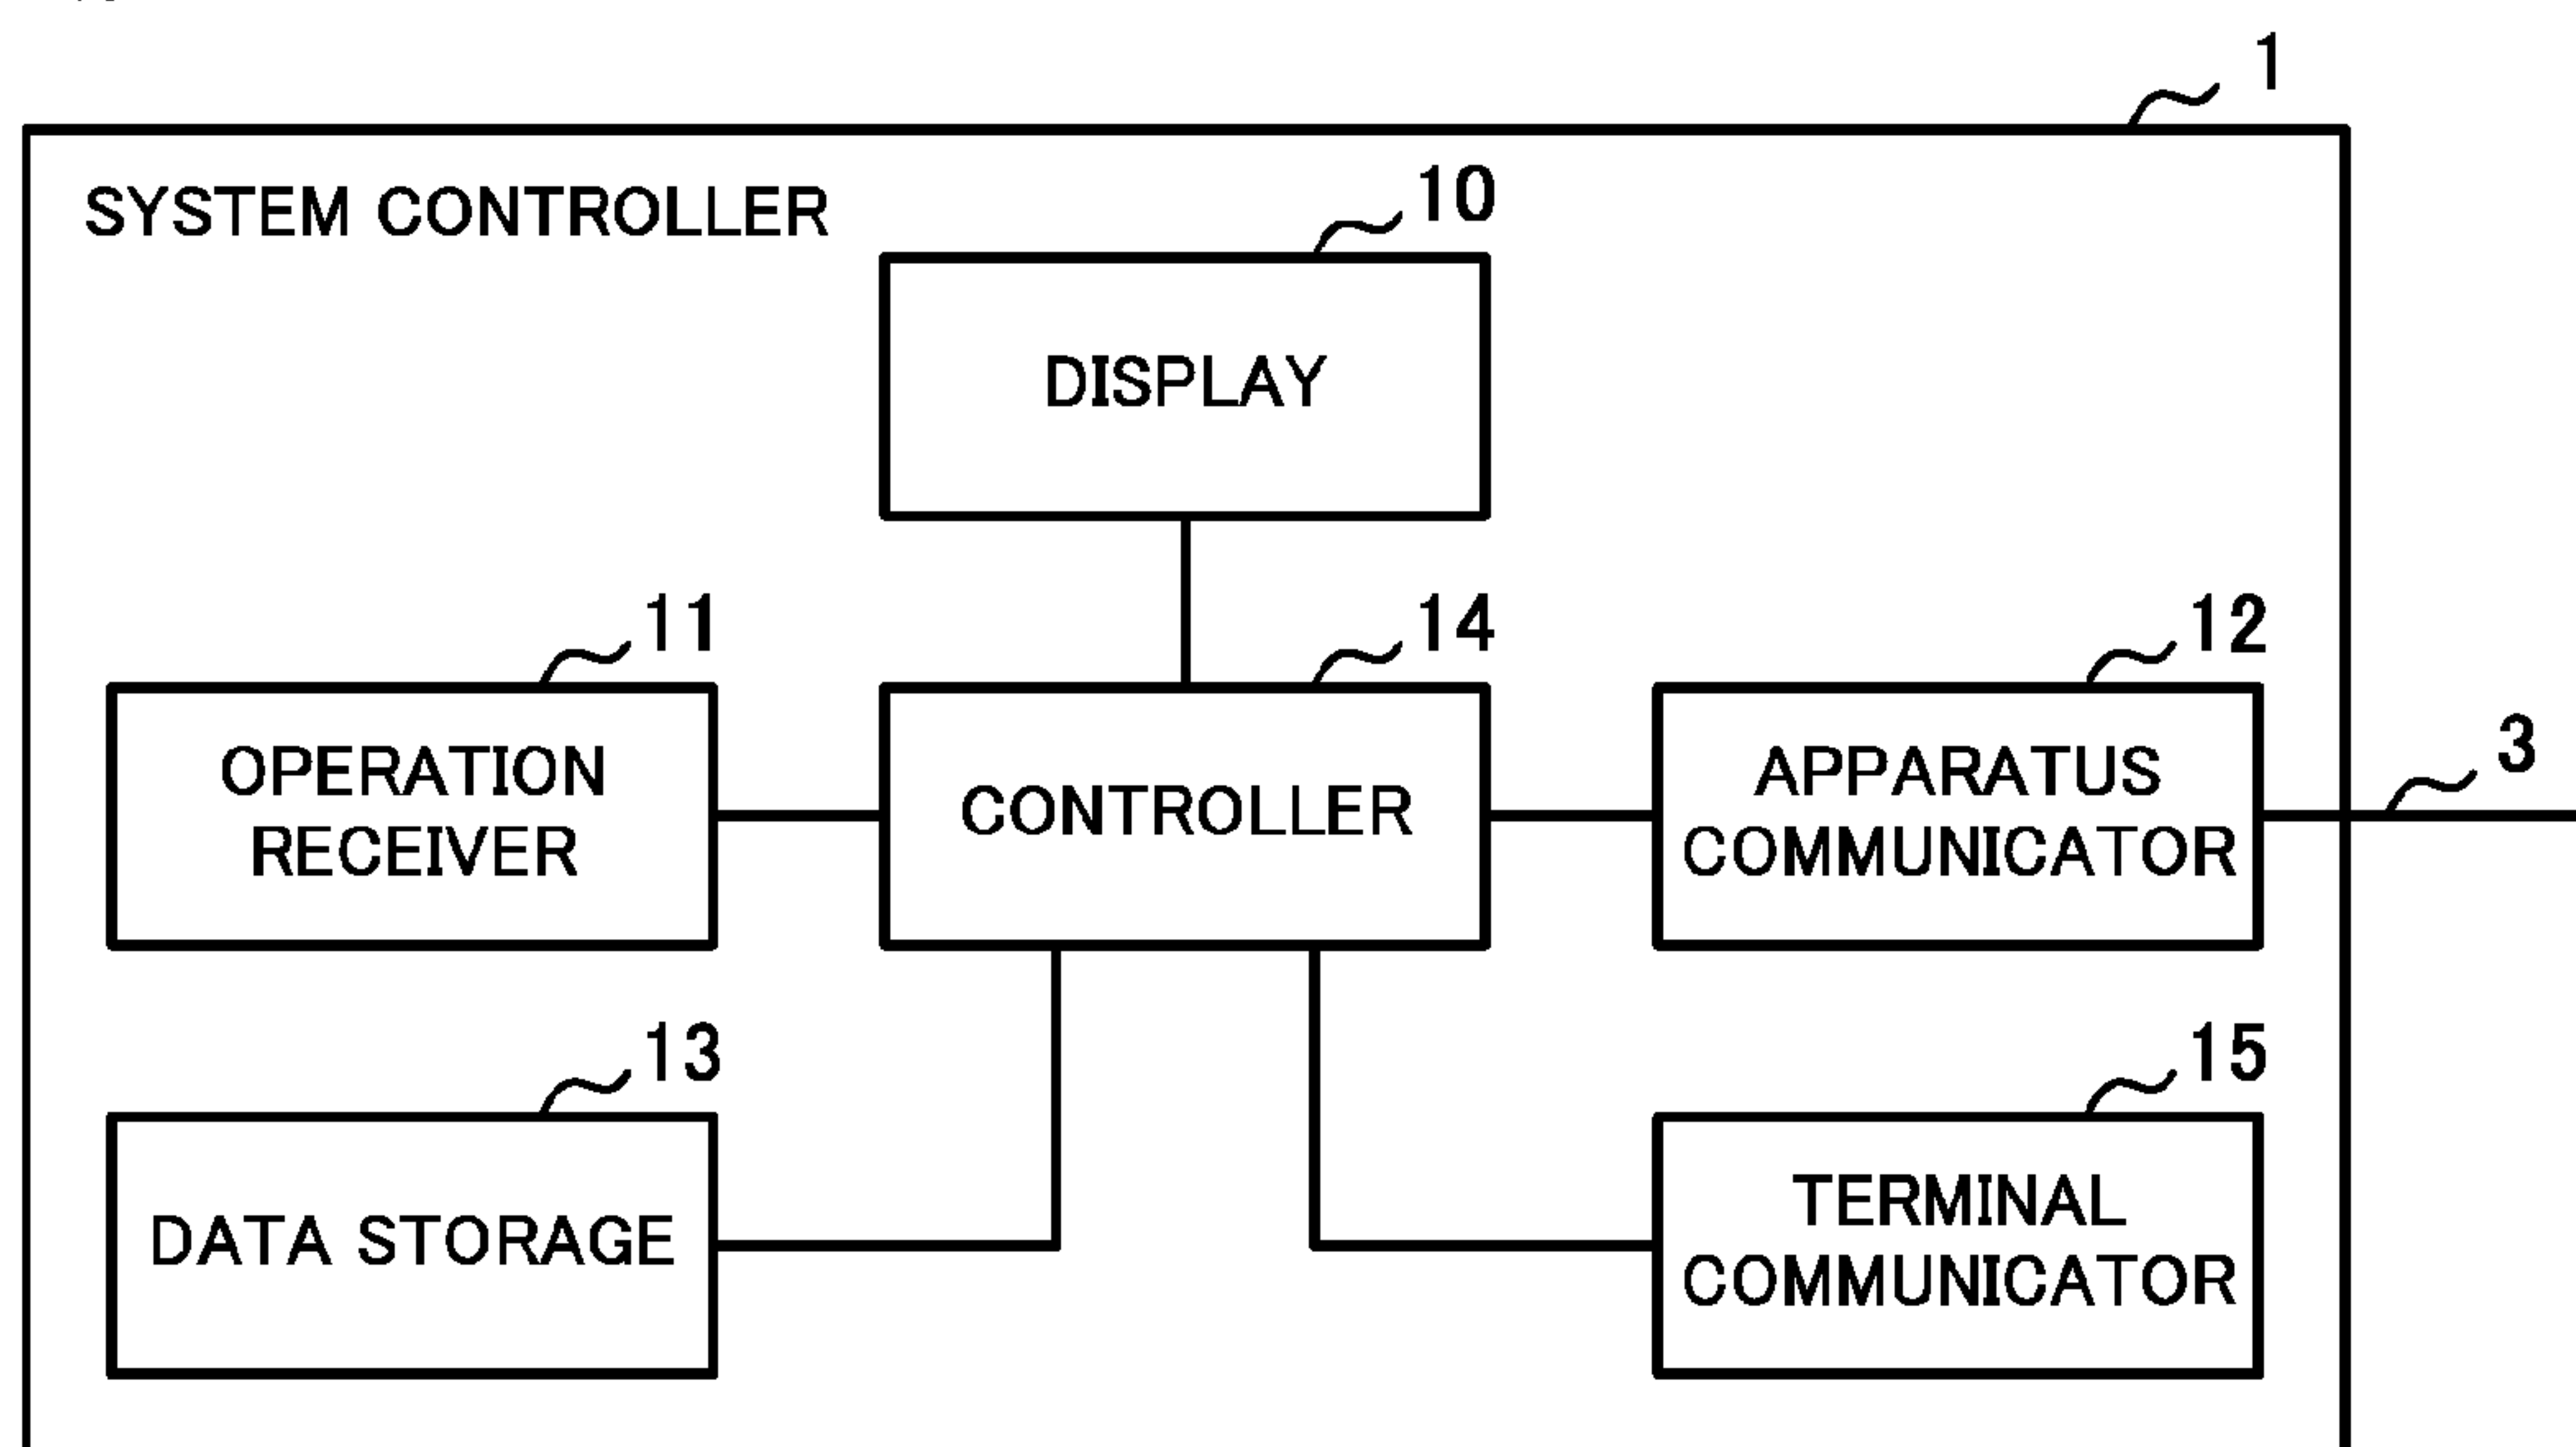 1
SYSTEM CONTROLLER
10
DISPLAY
11
14
12
OPERATION
RECEIVER
CONTROLLER
APPARATUS
COMMUNICATOR
3
13
15
DATA STORAGE
TERMINAL
COMMUNICATOR